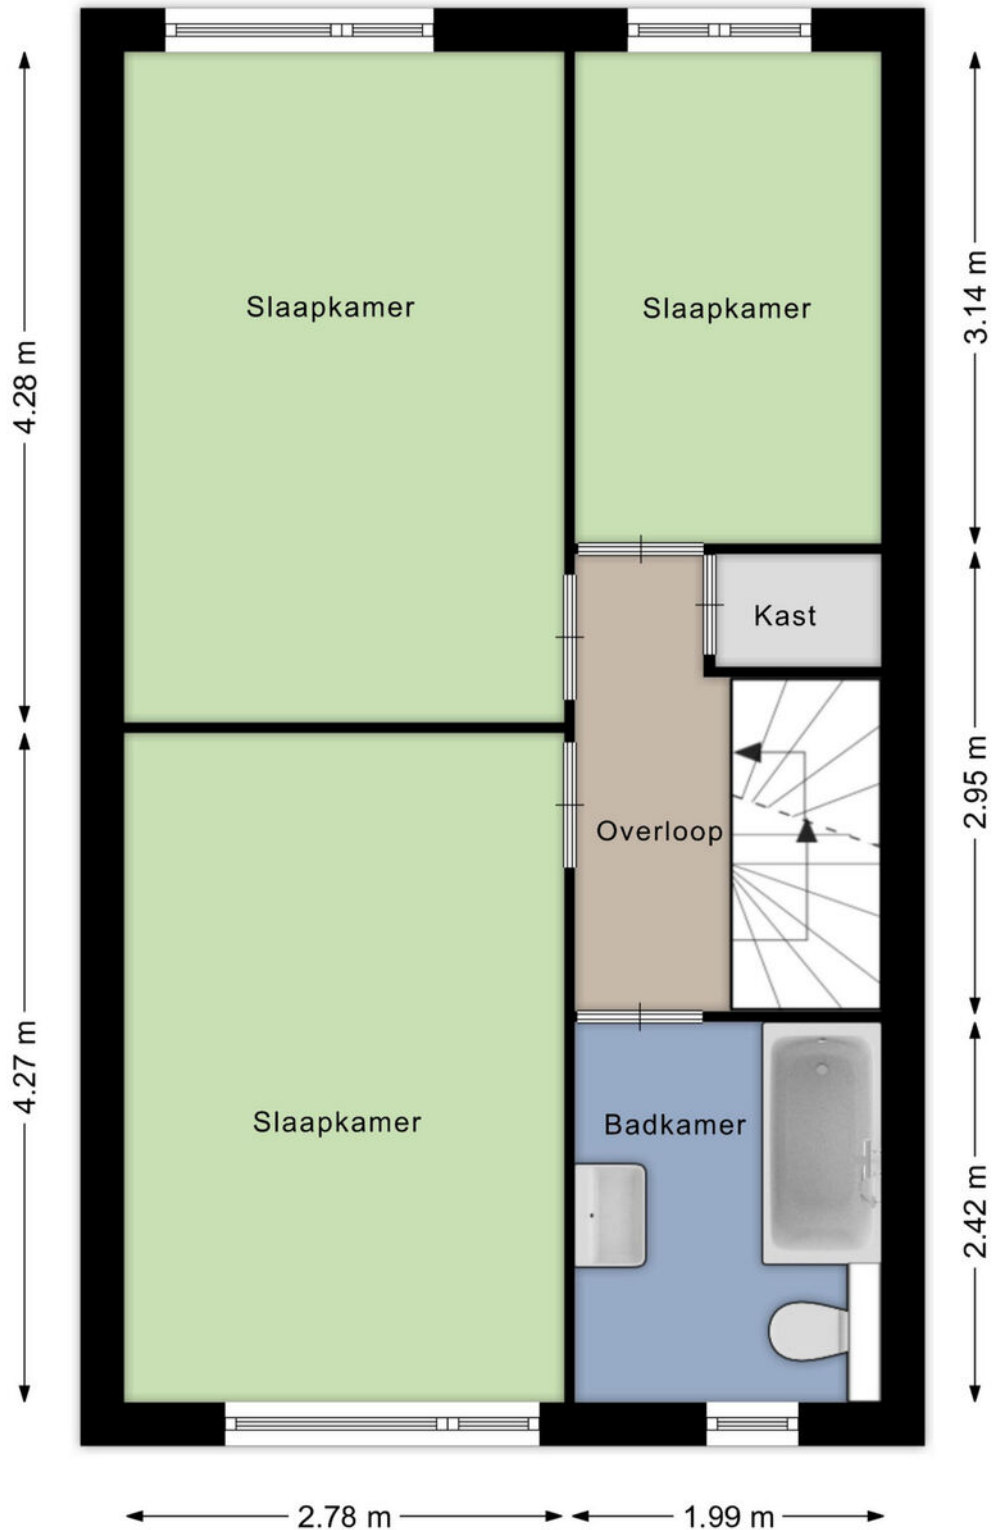 Slaapkamer
Slaapkamer
3.14 m
4.28 m
Kast
2.95 m
Overloop
4.27 m
Slaapkamer
Badkamer
2.42 m
2.78 m
1.99 m